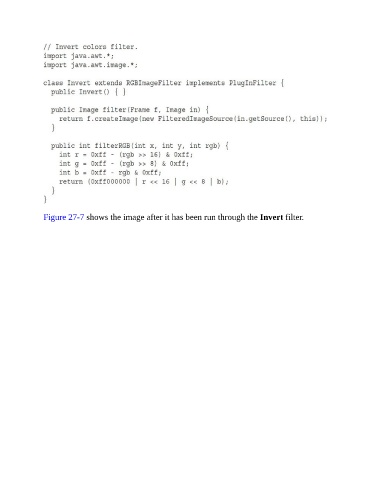 // Invert colors filter.
import java.awt.*;
import java.awt.image.*;

class Invert extends RGBImageFilter implements PlugInFilter {
  public Invert() { }

  public Image filter(Frame f, Image in) {
    return f.createImage(new FilteredImageSource(in.getSource(), this));
  }

  public int filterRGB(int x, int y, int rgb) {
    int r = 0xff - (rgb >> 16) & 0xff;
    int g = 0xff - (rgb >> 8) & 0xff;
    int b = 0xff - rgb & 0xff;
    return (0xff000000 | r << 16 | g << 8 | b);
  }
}

Figure 27-7 shows the image after it has been run through the Invert filter.